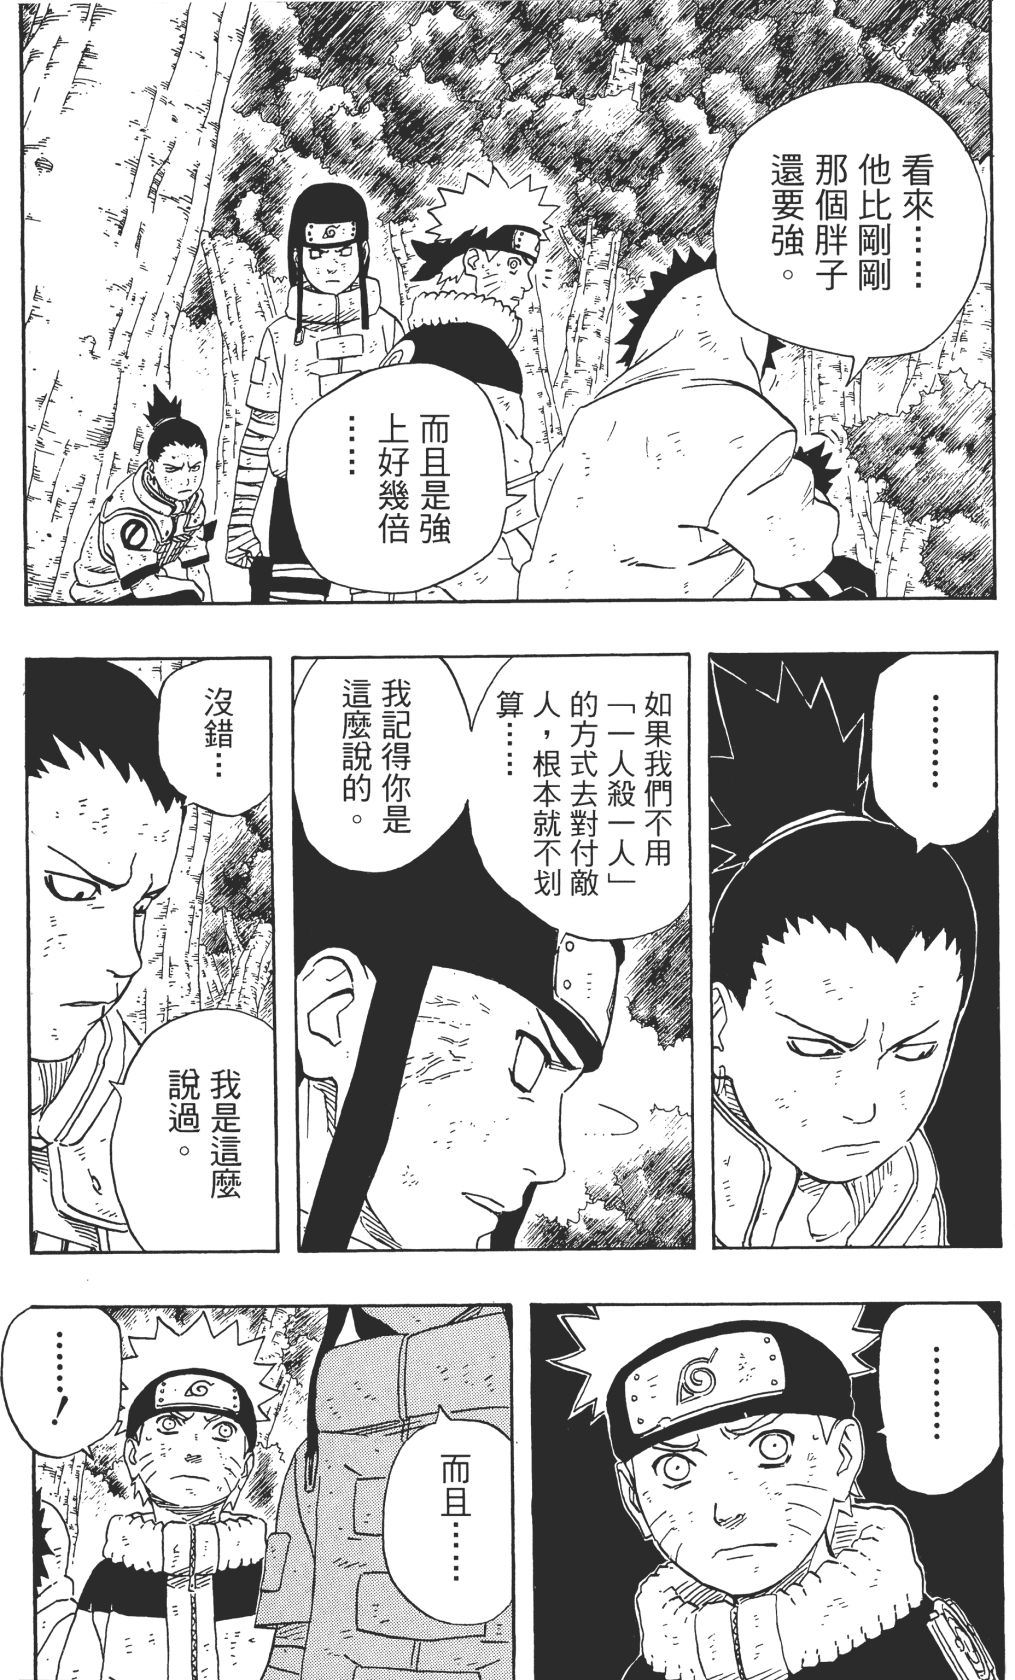 看來……
他比剛剛
那個胖子
還要強。
而且是強
上好幾倍
……
………
如果我們不用
「一人殺一人」
的方式去對付敵
人，根本就不划
算……
我記得你是
這麼說的。
沒錯…
我是這麼
說過。
………
而且……
……！